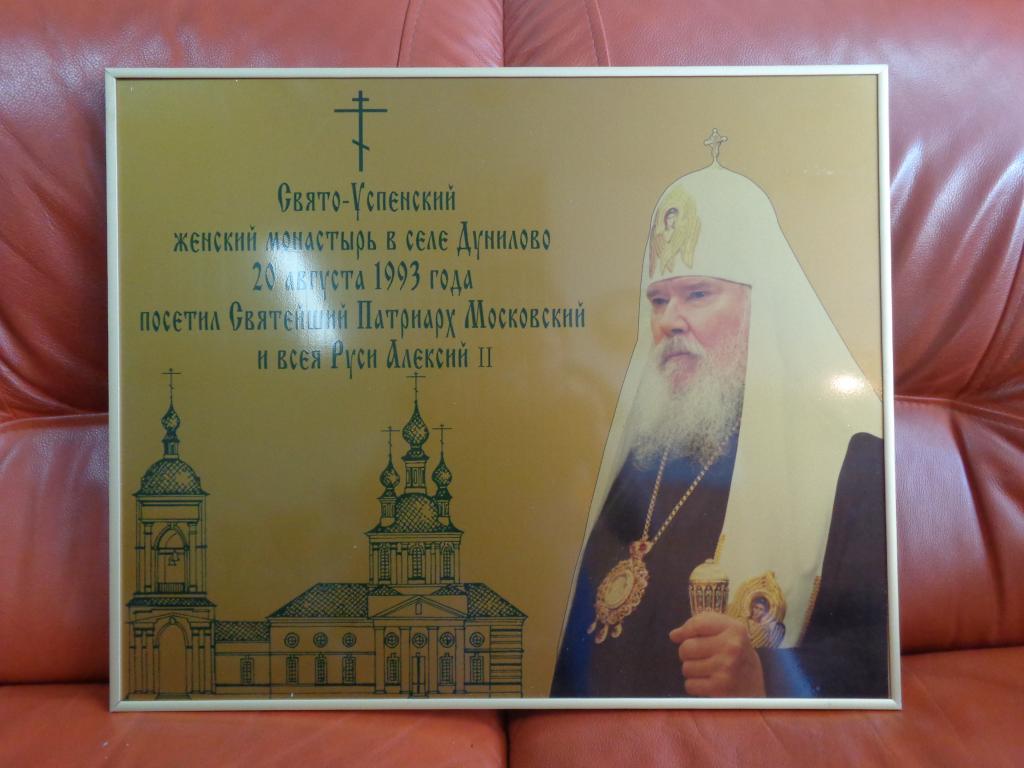 Свято-Успенский
женский монастырь в селе Дунилово
20 августа 1993 года
посетил Святейший Патриарх Московский
и всея Руси Алексий II